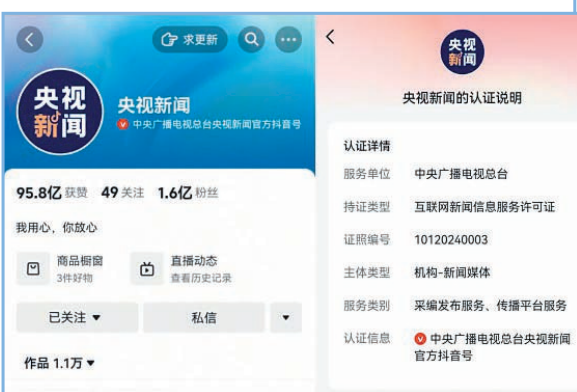 求更新
央视
新闻
央视新闻
中央广播电视总台央视新闻官方抖音号
95.8亿 获赞 49 关注 1.6亿 粉丝
我用心，你放心
商品橱窗
3件好物
直播动态
查看历史记录
已关注
私信
作品 1.1万
央视
新闻
央视新闻的认证说明
认证详情
服务单位 中央广播电视总台
持证类型 互联网新闻信息服务许可证
证照编号 10120240003
主体类型 机构-新闻媒体
服务类别 采编发布服务、传播平台服务
认证信息 中央广播电视总台央视新闻
官方抖音号